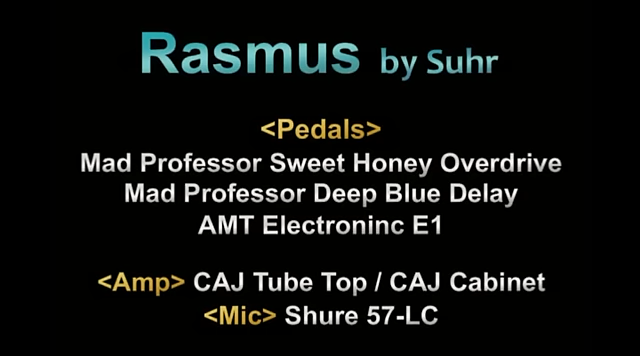 Rasmus by Suhr
<Pedals>
Mad Professor Sweet Honey Overdrive
Mad Professor Deep Blue Delay
AMT Electroninc E1
<Amp> CAJ Tube Top / CAJ Cabinet
<Mic> Shure 57-LC